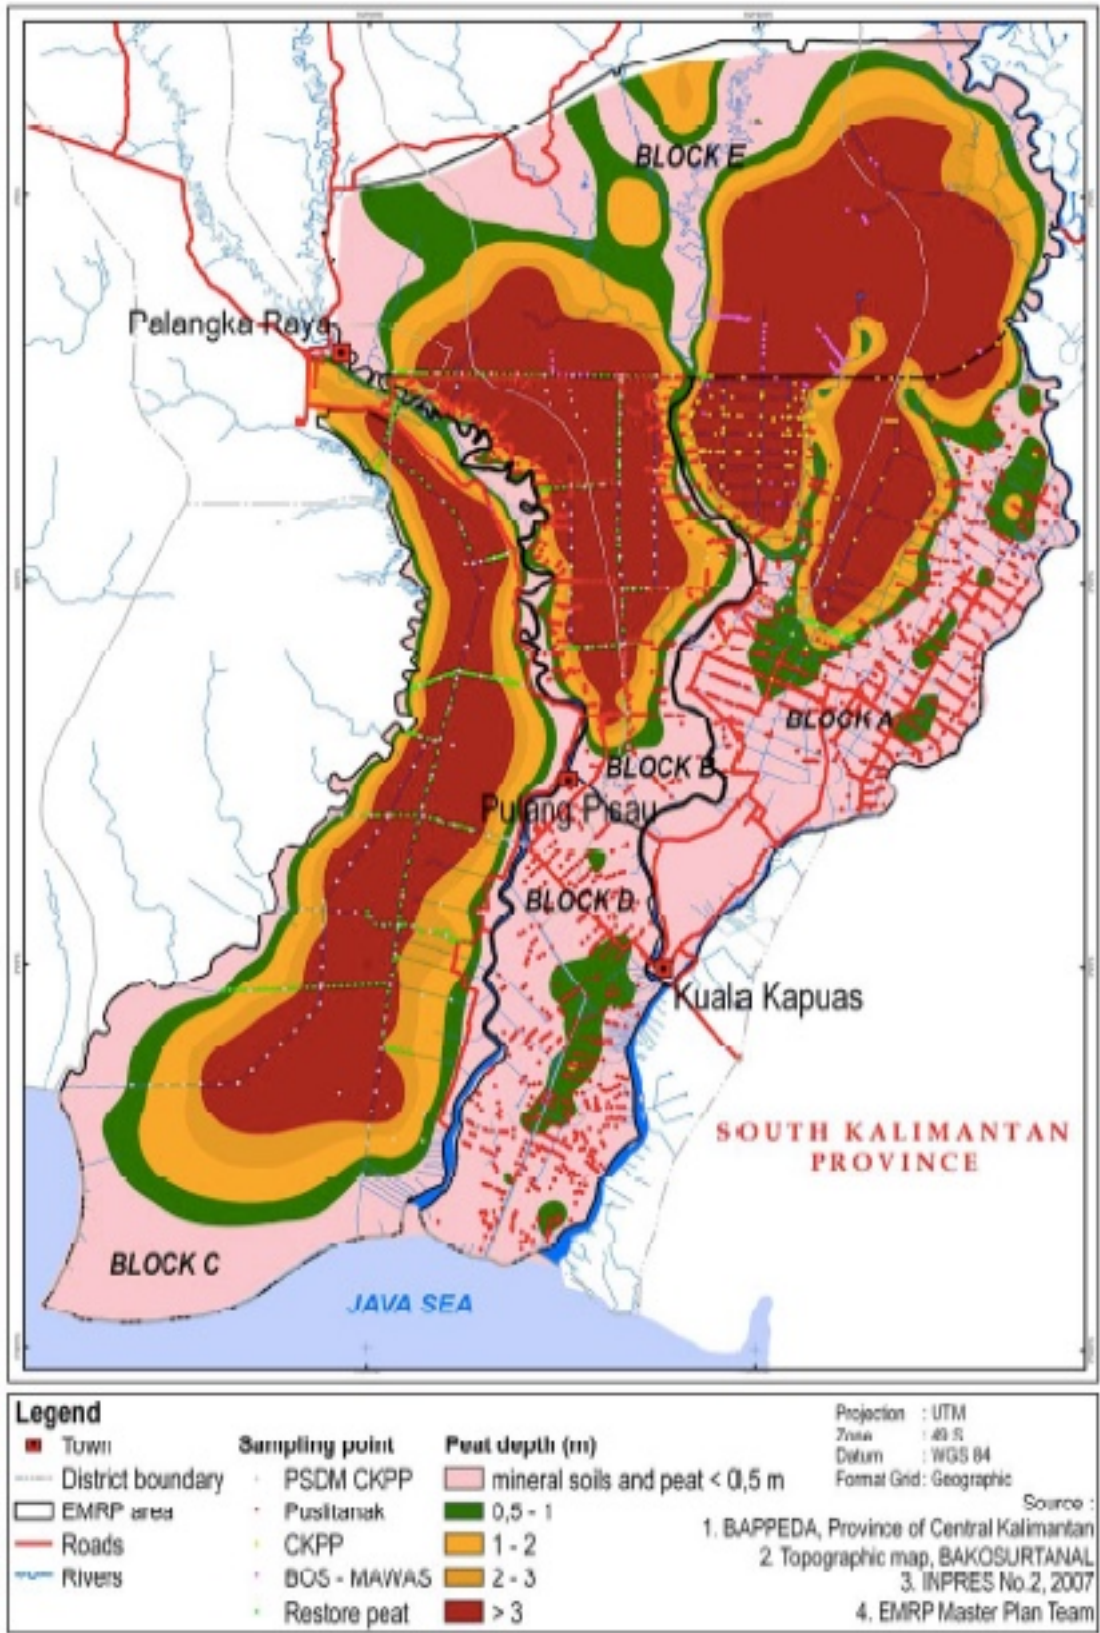 BLOCK E
Palangka Raya
BLOCK A
BLOCK B
Pulang Pisau
BLOCK D
Kuala Kapuas
SOUTH KALIMANTAN
PROVINCE
BLOCK C
JAVA SEA
Legend
Town
District boundary
EMRP area
Roads
Rivers
Sampling point
PSDM CKPP
Puslitanak
CKPP
BOS - MAWAS
Restore peat
Peat depth (m)
mineral soils and peat < 0,5 m
0,5 - 1
1 - 2
2 - 3
> 3
Projection : UTM
Zone : 49 S
Datum : WGS 84
Format Grid : Geographic
Source :
1. BAPPEDA, Province of Central Kalimantan
2. Topographic map, BAKOSURTANAL
3. INPRES No.2, 2007
4. EMRP Master Plan Team